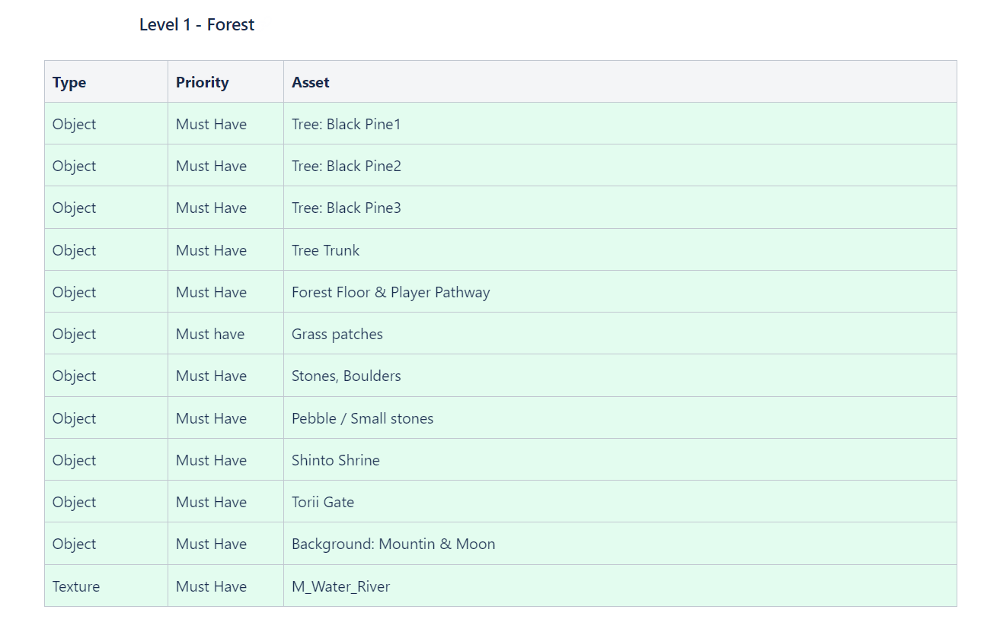 Level 1 - Forest
Type Priority Asset
Object Must Have Tree: Black Pine1
Object Must Have Tree: Black Pine2
Object Must Have Tree: Black Pine3
Object Must Have Tree Trunk
Object Must Have Forest Floor & Player Pathway
Object Must have Grass patches
Object Must Have Stones, Boulders
Object Must Have Pebble / Small stones
Object Must Have Shinto Shrine
Object Must Have Torii Gate
Object Must Have Background: Mountin & Moon
Texture Must Have M_Water_River